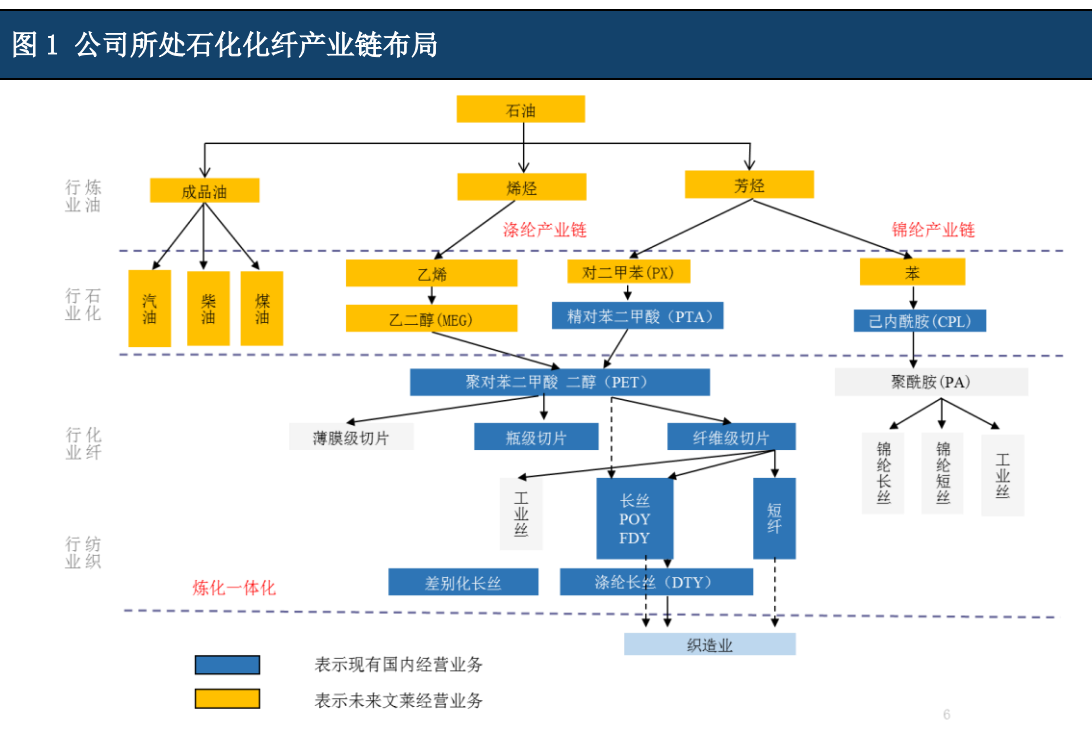 图 1 公司所处石化化纤产业链布局
石油
行 炼
业 油
成品油
烯烃
芳烃
涤纶产业链
锦纶产业链
行 石
业 化
汽油
柴油
煤油
乙烯
对二甲苯(PX)
苯
乙二醇(MEG)
精对苯二甲酸（PTA）
己内酰胺(CPL)
聚对苯二甲酸 二醇（PET）
聚酰胺(PA)
行 化
业 纤
薄膜级切片
瓶级切片
纤维级切片
锦纶长丝
锦纶短丝
工业丝
工业丝
长丝
POY
FDY
短纤
行 纺
业 织
炼化一体化
差别化长丝
涤纶长丝（DTY）
织造业
表示现有国内经营业务
表示未来文莱经营业务
6